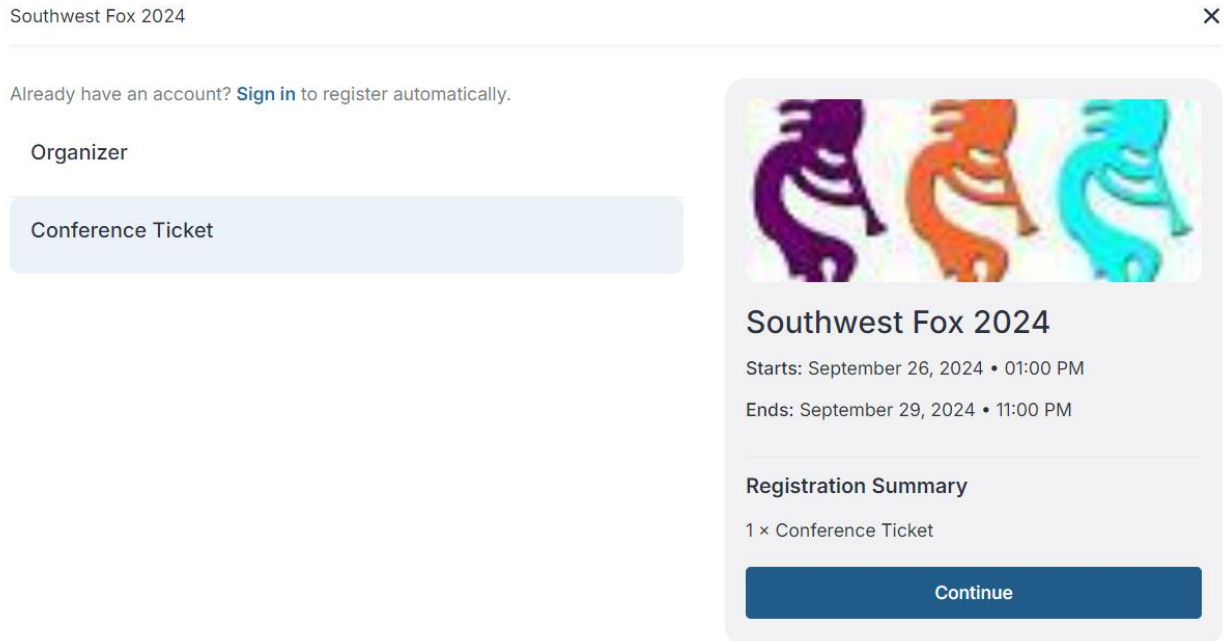 Southwest Fox 2024
×
Already have an account? Sign in to register automatically.
Organizer
Conference Ticket
Southwest Fox 2024
Starts: September 26, 2024 • 01:00 PM
Ends: September 29, 2024 • 11:00 PM
Registration Summary
1 × Conference Ticket
Continue